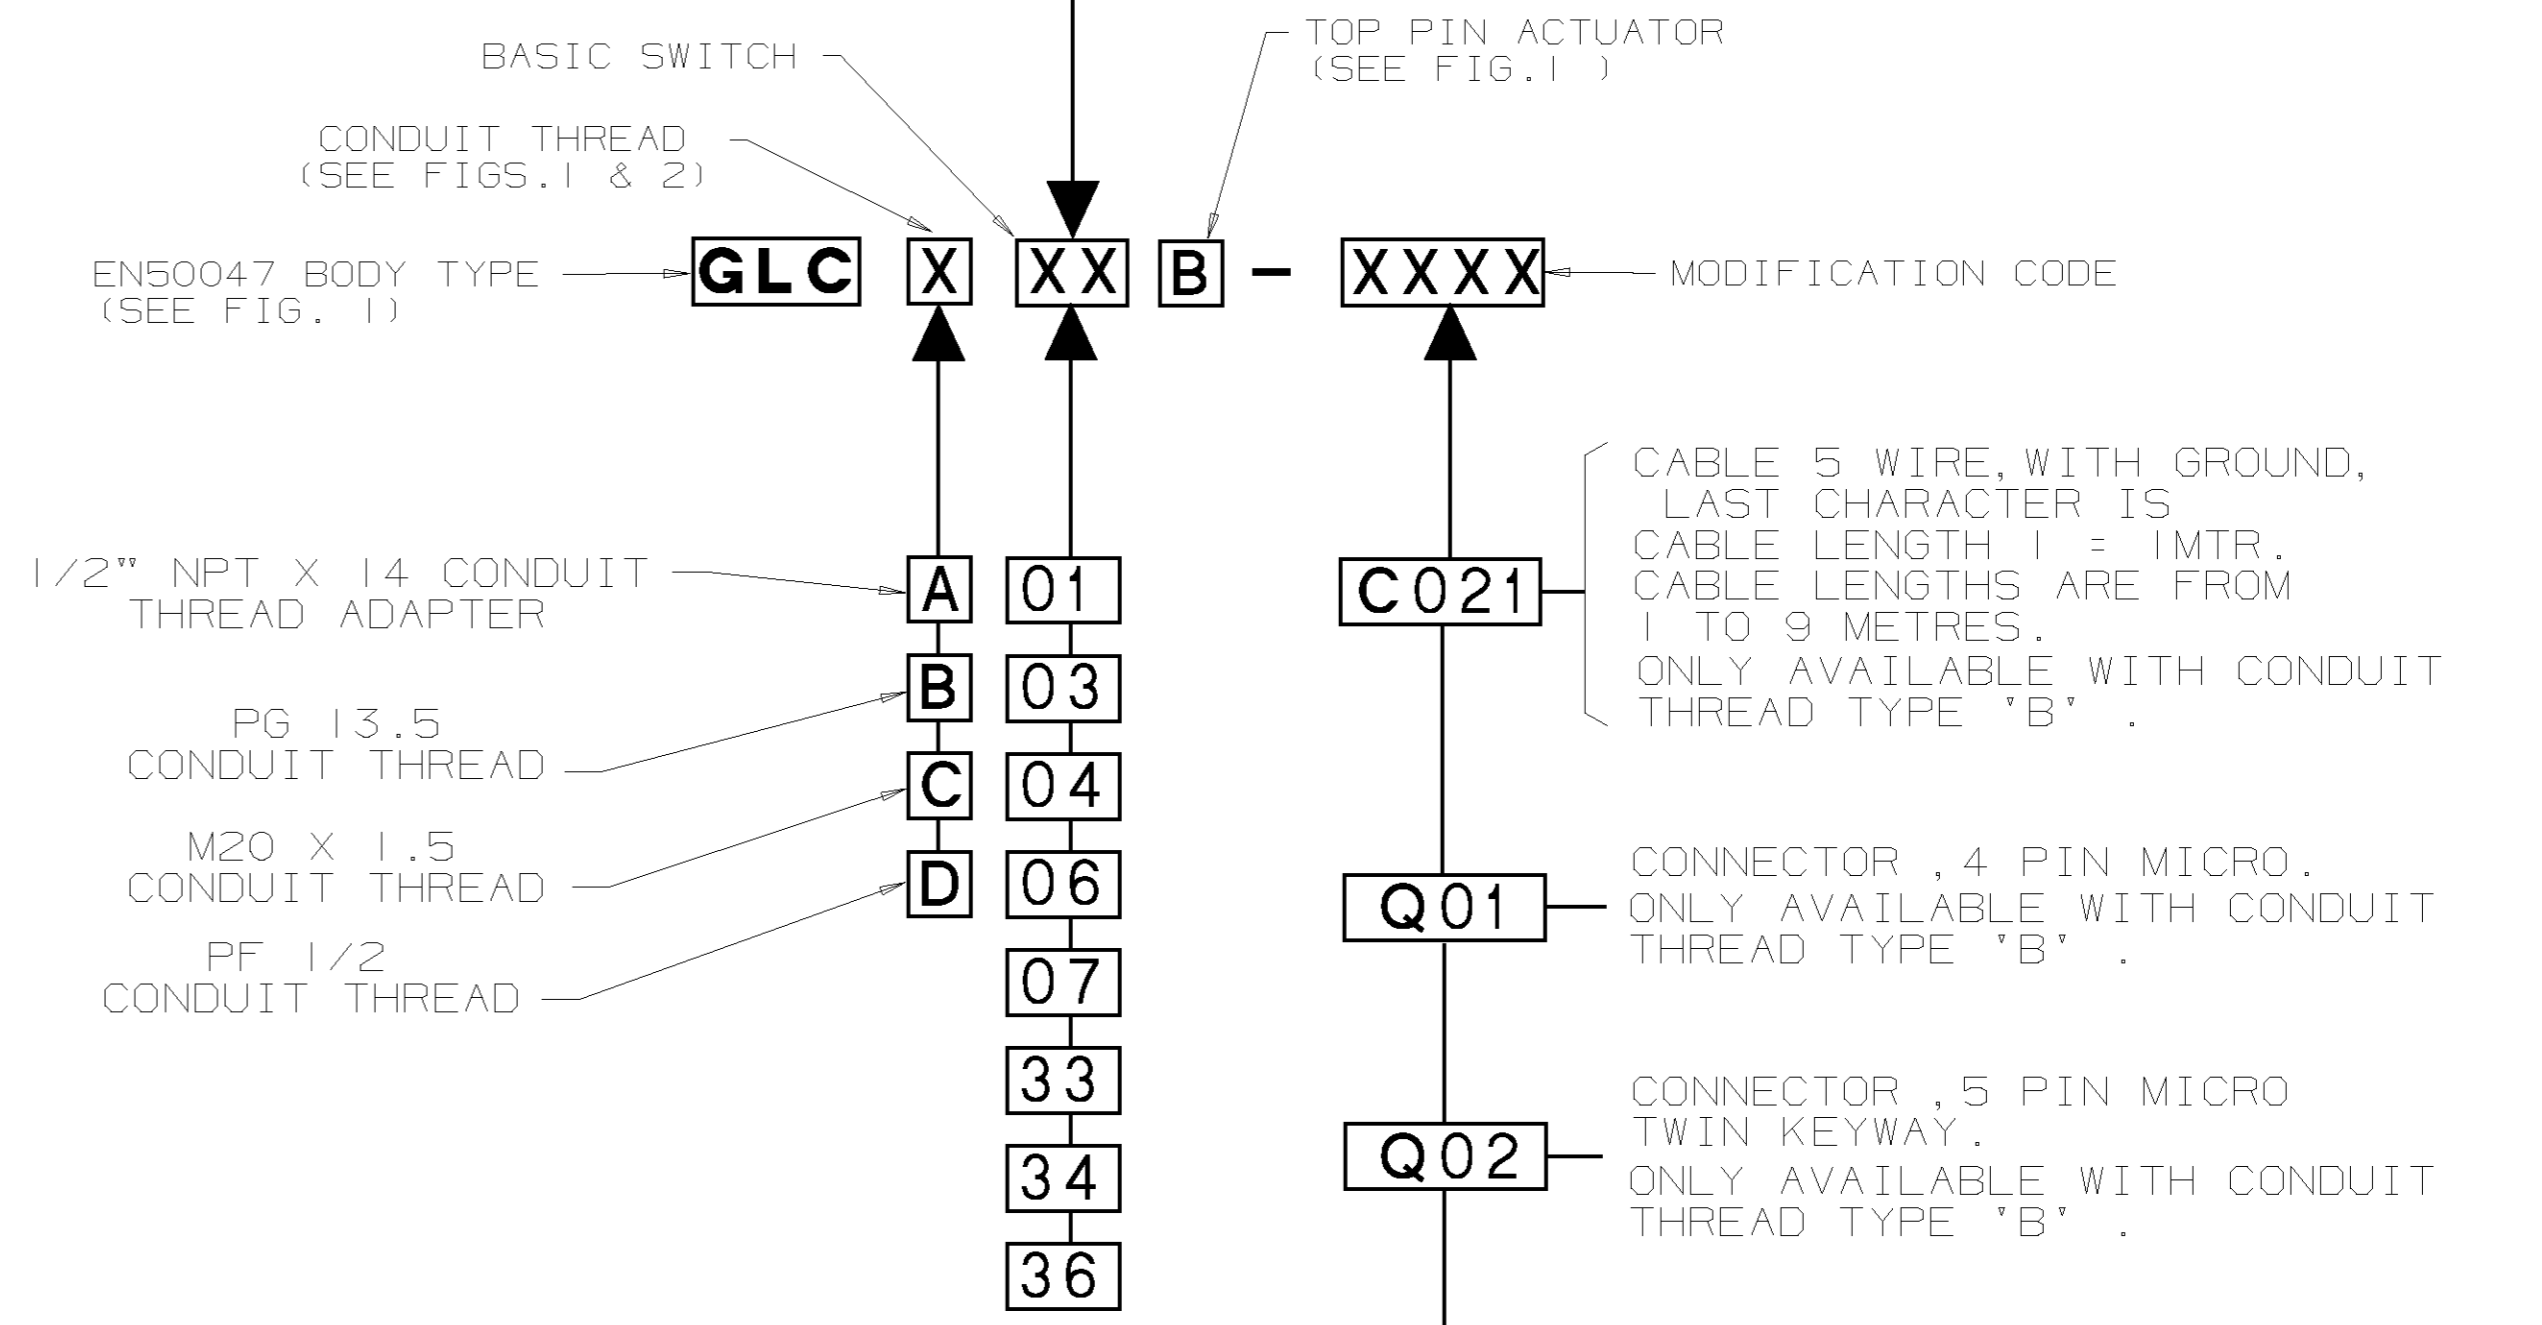 BASIC SWITCH
TOP PIN ACTUATOR
(SEE FIG.1 )
CONDUIT THREAD
(SEE FIGS.1 & 2)
EN50047 BODY TYPE
(SEE FIG. 1)
GLC X XX B - XXXX
MODIFICATION CODE
1/2" NPT X 14 CONDUIT
THREAD ADAPTER
PG 13.5
CONDUIT THREAD
M20 X 1.5
CONDUIT THREAD
PF 1/2
CONDUIT THREAD
A
B
C
D
01
03
04
06
07
33
34
36
C021
CABLE 5 WIRE, WITH GROUND,
LAST CHARACTER IS
CABLE LENGTH 1 = 1MTR.
CABLE LENGTHS ARE FROM
1 TO 9 METRES.
ONLY AVAILABLE WITH CONDUIT
THREAD TYPE 'B' .
Q01
CONNECTOR ,4 PIN MICRO.
ONLY AVAILABLE WITH CONDUIT
THREAD TYPE 'B' .
Q02
CONNECTOR ,5 PIN MICRO
TWIN KEYWAY.
ONLY AVAILABLE WITH CONDUIT
THREAD TYPE 'B' .